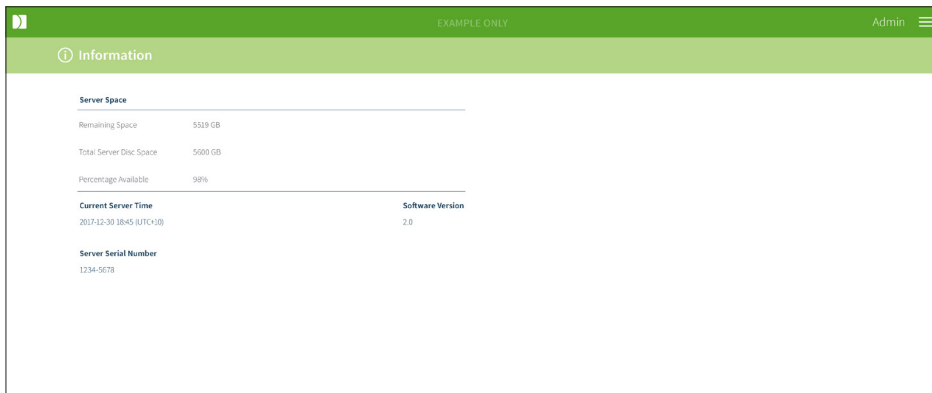 EXAMPLE ONLY
Admin
Information
Server Space
Remaining Space 5519 GB
Total Server Disc Space 5600 GB
Percentage Available 98%
Current Server Time Software Version
2017-12-30 18:45 (UTC+10) 2.0
Server Serial Number
1234-5678